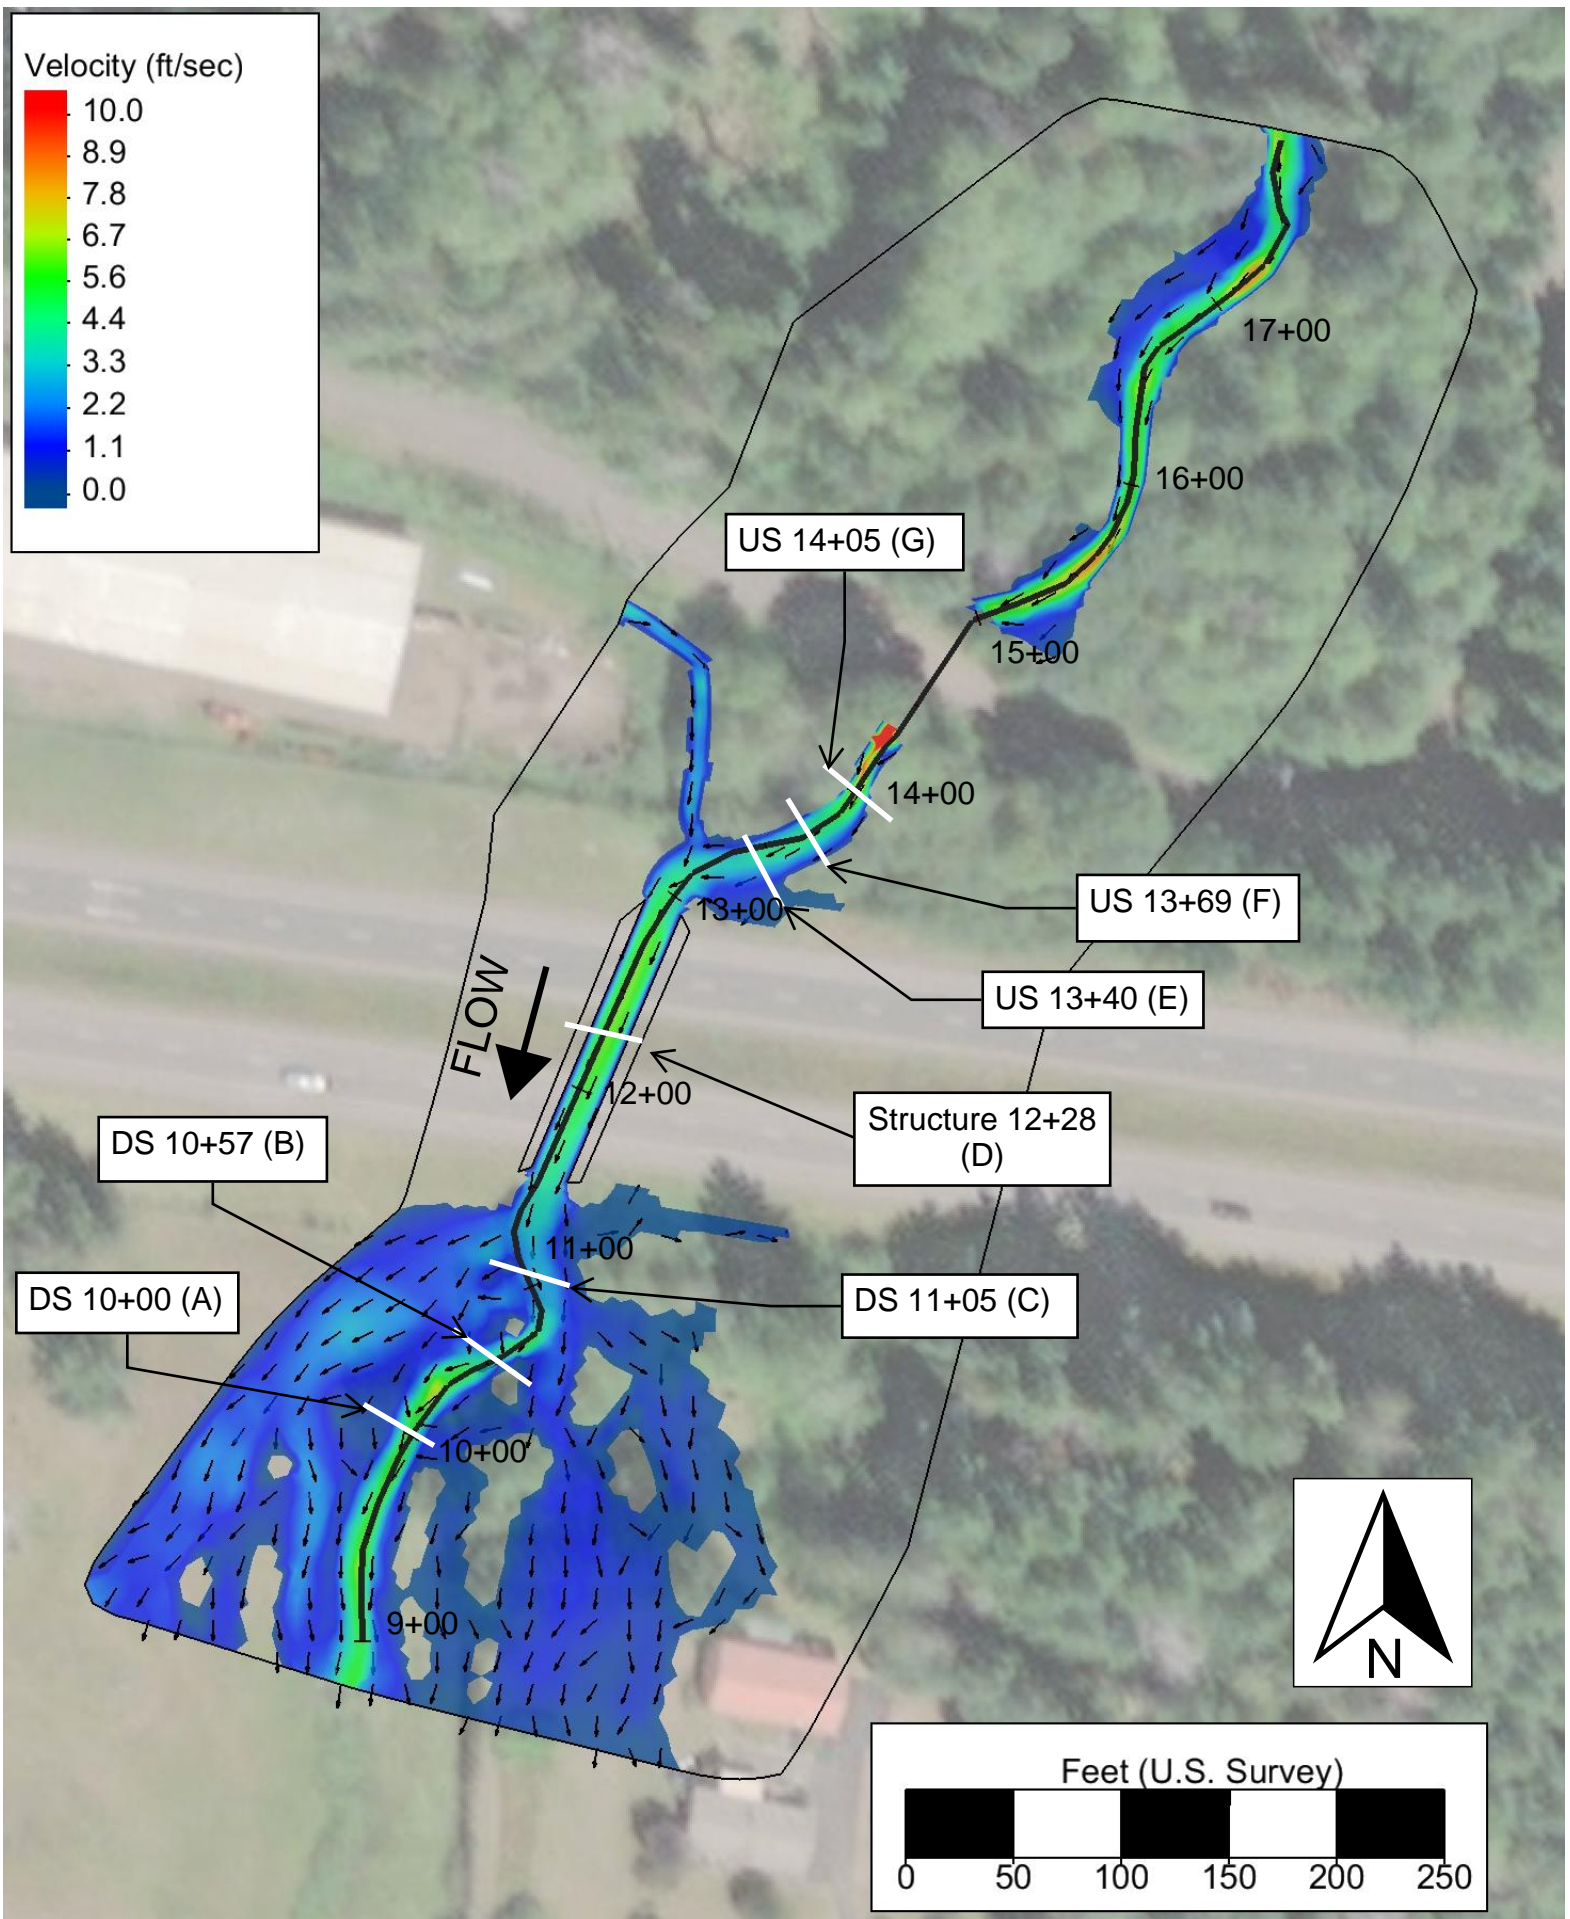 Velocity (ft/sec)
10.0
8.9
7.8
6.7
5.6
4.4
3.3
2.2
1.1
0.0
17+00
16+00
US 14+05 (G)
15+00
14+00
US 13+69 (F)
13+00
US 13+40 (E)
FLOW
12+00
Structure 12+28
(D)
DS 10+57 (B)
11+00
DS 10+00 (A)
DS 11+05 (C)
10+00
9+00
N
Feet (U.S. Survey)
0 50 100 150 200 250